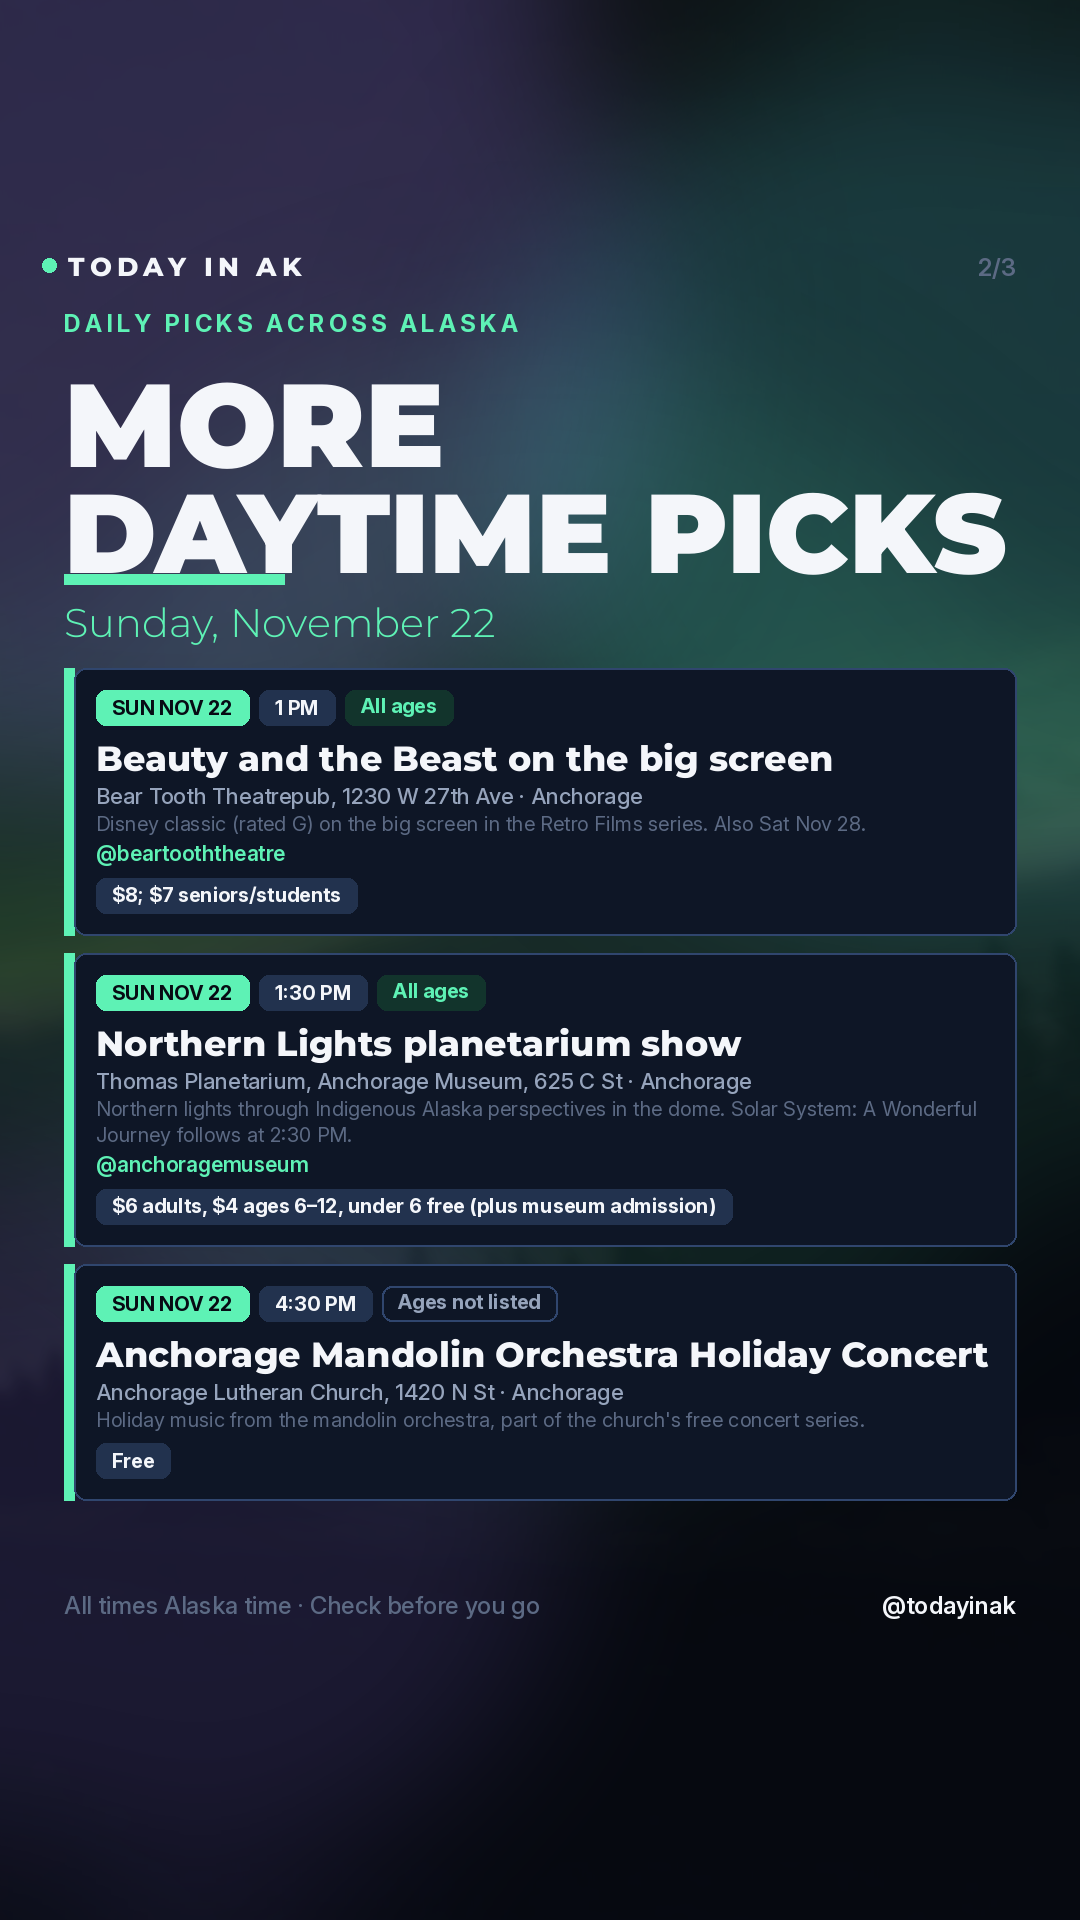 TODAY IN AK
2/3
DAILY PICKS ACROSS ALASKA
MORE
DAYTIME PICKS
Sunday, November 22
SUN NOV 22 1 PM All ages
Beauty and the Beast on the big screen
Bear Tooth Theatrepub, 1230 W 27th Ave · Anchorage
Disney classic (rated G) on the big screen in the Retro Films series. Also Sat Nov 28.
@beartooththeatre
$8; $7 seniors/students
SUN NOV 22 1:30 PM All ages
Northern Lights planetarium show
Thomas Planetarium, Anchorage Museum, 625 C St · Anchorage
Northern lights through Indigenous Alaska perspectives in the dome. Solar System: A Wonderful
Journey follows at 2:30 PM.
@anchoragemuseum
$6 adults, $4 ages 6–12, under 6 free (plus museum admission)
SUN NOV 22 4:30 PM Ages not listed
Anchorage Mandolin Orchestra Holiday Concert
Anchorage Lutheran Church, 1420 N St · Anchorage
Holiday music from the mandolin orchestra, part of the church's free concert series.
Free
All times Alaska time · Check before you go
@todayinak